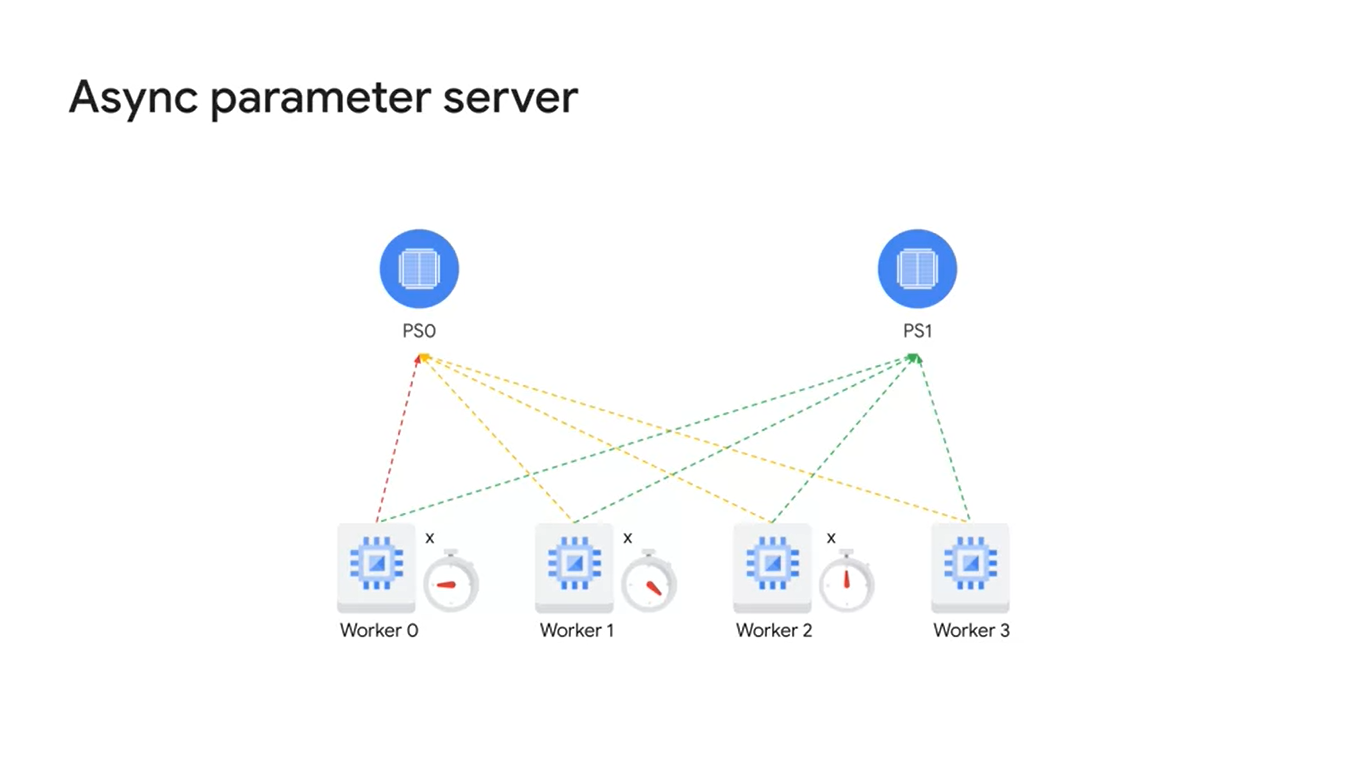 Async parameter server
PS0
PS1
x
x
x
Worker 0
Worker 1
Worker 2
Worker 3